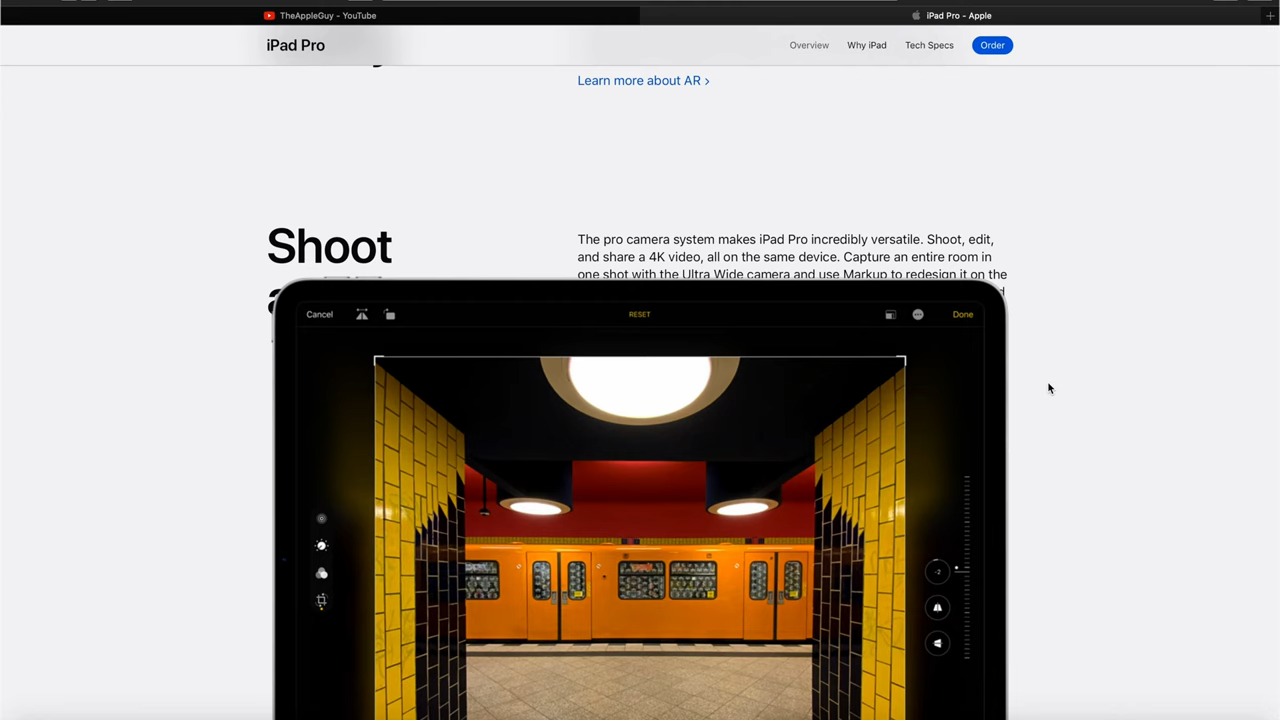 TheAppleGuy - YouTube
iPad Pro - Apple
iPad Pro
Overview
Why iPad
Tech Specs
Order
Learn more about AR >
Shoot
The pro camera system makes iPad Pro incredibly versatile. Shoot, edit,
and share a 4K video, all on the same device. Capture an entire room in
one shot with the Ultra Wide camera and use Markup to redesign it on the
Cancel
RESET
Done
-2